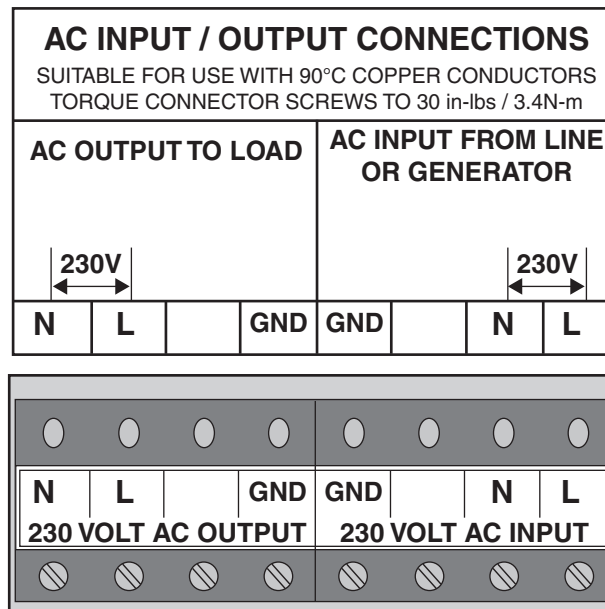 AC INPUT / OUTPUT CONNECTIONS
SUITABLE FOR USE WITH 90°C COPPER CONDUCTORS
TORQUE CONNECTOR SCREWS TO 30 in-lbs / 3.4N-m
AC OUTPUT TO LOAD
AC INPUT FROM LINE
OR GENERATOR
230V
230V
N L GND GND N L
N L GND GND N L
230 VOLT AC OUTPUT 230 VOLT AC INPUT